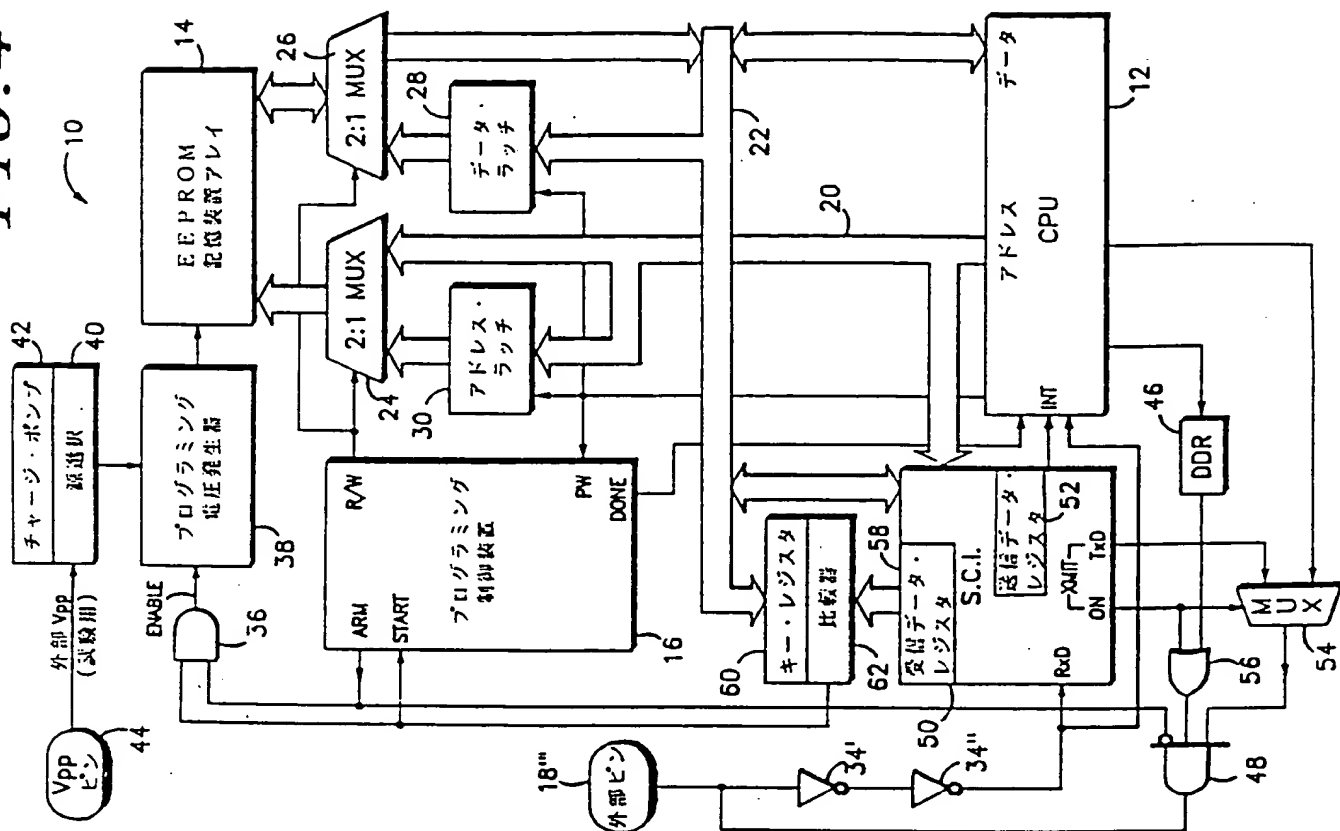 FIG. 4
10
外部 Vpp
(試験用)
Vpp
ピン
44
チャージ・ポンプ
42
源選択
40
プログラミング
電圧発生器
38
ENABLE
36
EEPROM
記憶装置アレイ
14
2:1 MUX
24
2:1 MUX
26
アドレス・
ラッチ
30
データ・
ラッチ
28
ARM
START
R/W
プログラミング
制御装置
PW
DONE
16
20
22
キー・レジスタ
60
比較器
62
58
受信データ・
レジスタ
50
S.C.I.
送信データ・
レジスタ
52
XMIT
ON
TxD
RxD
アドレス
データ
CPU
INT
12
DDR
46
MUX
54
56
48
外部ピン
18'''
34'
34''